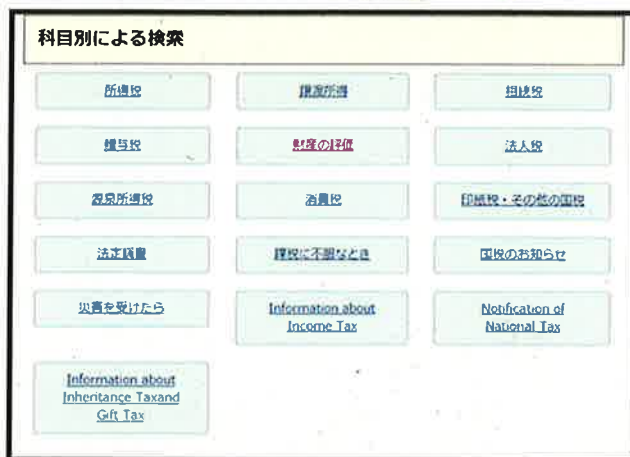 科目別による検索
所得税
譲渡所得
相続税
贈与税
財産の評価
法人税
源泉所得税
消費税
印紙税・その他の国税
法定調書
課税に不服なとき
国税のお知らせ
災害を受けたら
Information about
Income Tax
Notification of
National Tax
Information about
Inheritance Taxand
Gift Tax